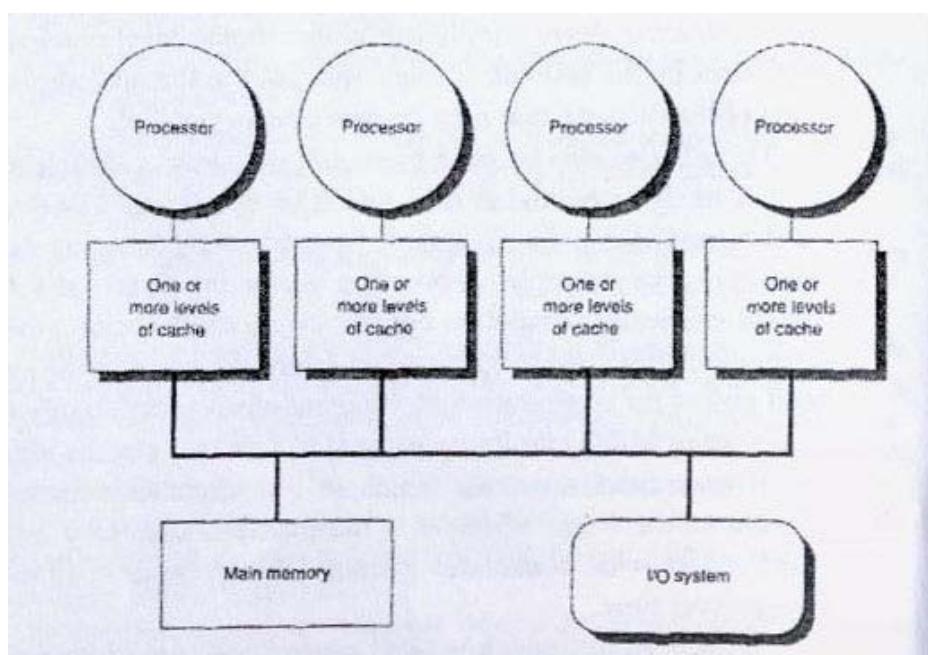 Processor
Processor
Processor
Processor
One or
more levels
of cache
One or
more levels
of cache
One or
more levels
of cache
One or
more levels
of cache
Main memory
I/O system